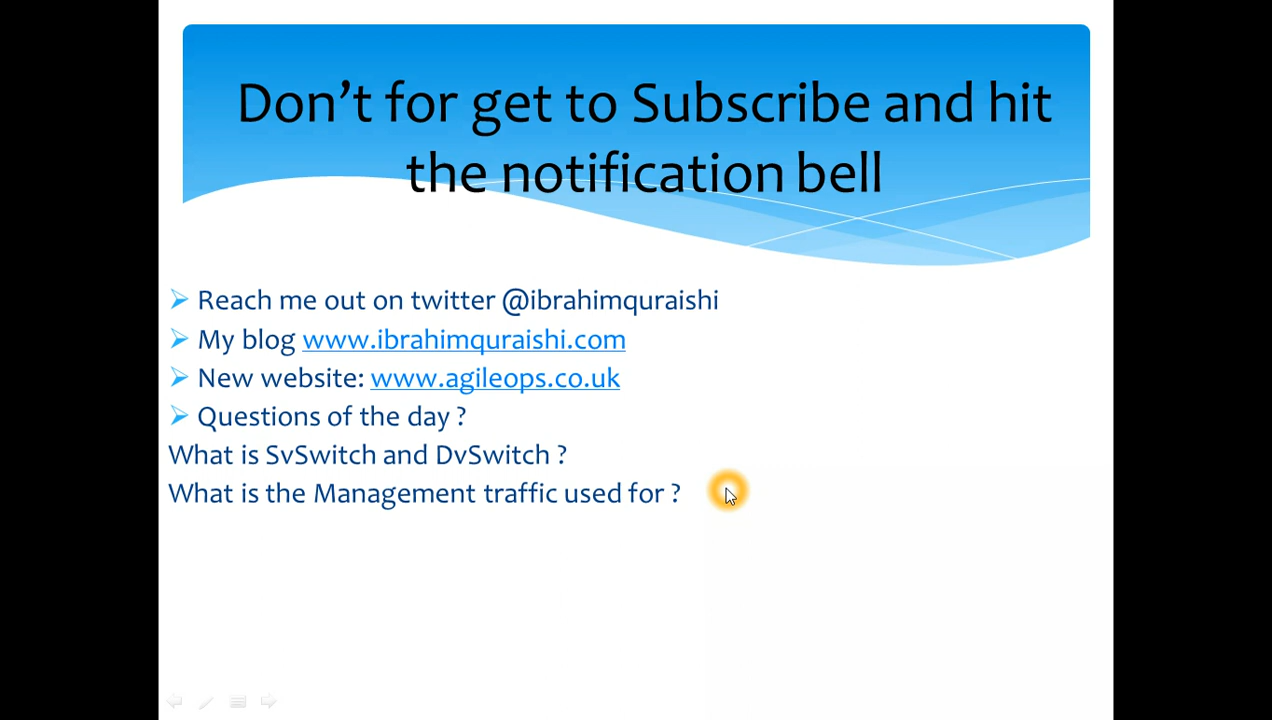 Don’t for get to Subscribe and hit
the notification bell
Reach me out on twitter @ibrahimquraishi
My blog www.ibrahimquraishi.com
New website: www.agileops.co.uk
Questions of the day ?
What is SvSwitch and DvSwitch ?
What is the Management traffic used for ?